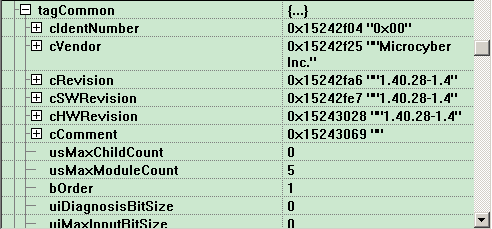 tagCommon {...}
cIdentNumber 0x15242f04 "0x00"
cVendor 0x15242f25 ""Microcyber
Inc."
cRevision 0x15242fa6 ""1.40.28-1.4"
cSWRevision 0x15242fe7 ""1.40.28-1.4"
cHWRevision 0x15243028 ""1.40.28-1.4"
cComment 0x15243069 ""
usMaxChildCount 0
usMaxModuleCount 5
bOrder 1
uiDiagnosisBitSize 0
uiMaxInputBitSize 0